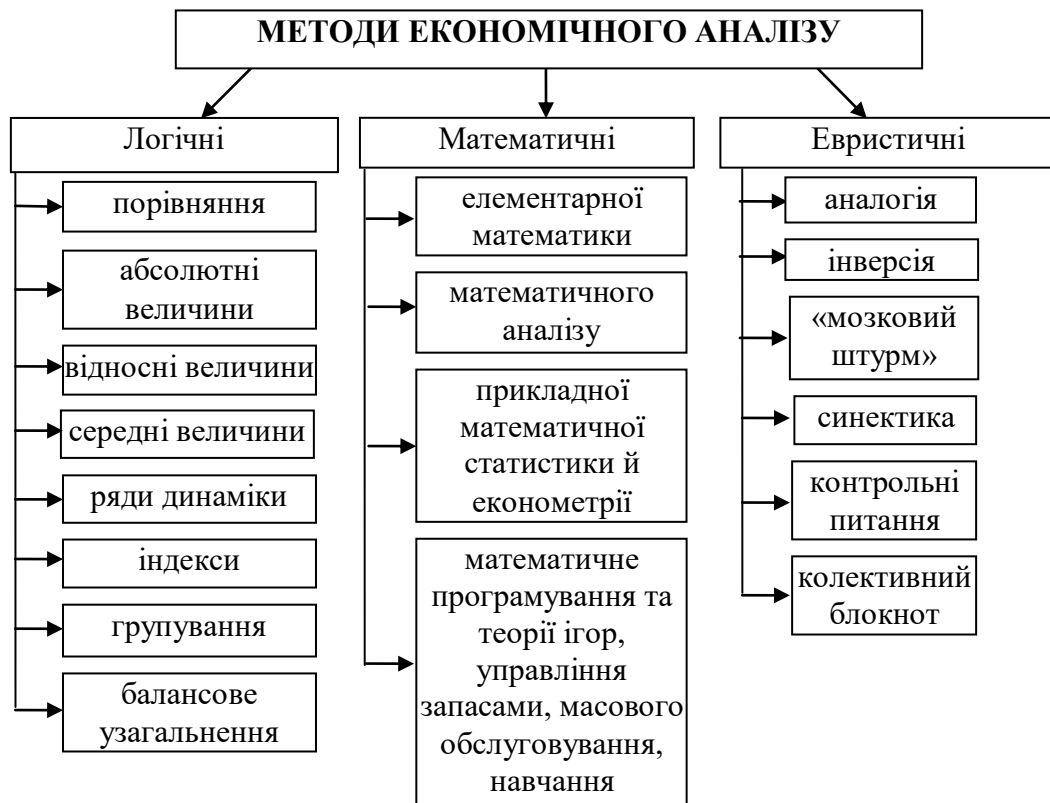 МЕТОДИ ЕКОНОМІЧНОГО АНАЛІЗУ
Логічні
порівняння
абсолютні
величини
відносні величини
середні величини
ряди динаміки
індекси
групування
балансове
узагальнення
Математичні
елементарної
математики
математичного
аналізу
прикладної
математичної
статистики й
економетрії
математичне
програмування та
теорії ігор,
управління
запасами, масового
обслуговування,
навчання
Евристичні
аналогія
інверсія
«мозковий
штурм»
синектика
контрольні
питання
колективний
блокнот